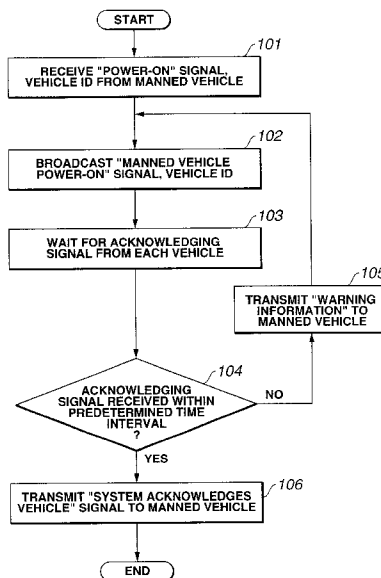 START
101
RECEIVE "POWER-ON" SIGNAL,
VEHICLE ID FROM MANNED VEHICLE
102
BROADCAST "MANNED VEHICLE
POWER-ON" SIGNAL, VEHICLE ID
103
WAIT FOR ACKNOWLEDGING
SIGNAL FROM EACH VEHICLE
105
TRANSMIT "WARNING
INFORMATION" TO
MANNED VEHICLE
104
ACKNOWLEDGING
SIGNAL RECEIVED WITHIN
PREDETERMINED TIME
INTERVAL
?
NO
YES
106
TRANSMIT "SYSTEM ACKNOWLEDGES
VEHICLE" SIGNAL TO MANNED VEHICLE
END